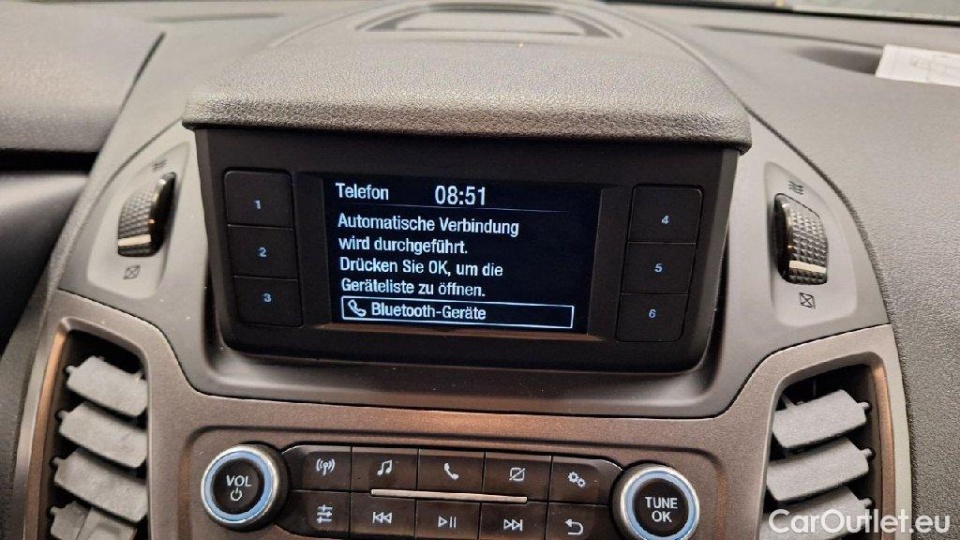 Telefon 08:51
Automatische Verbindung
wird durchgeführt.
Drücken Sie OK, um die
Geräteliste zu öffnen.
Bluetooth-Geräte
1
2
3
4
5
6
VOL
TUNE
OK
CarOutlet.eu